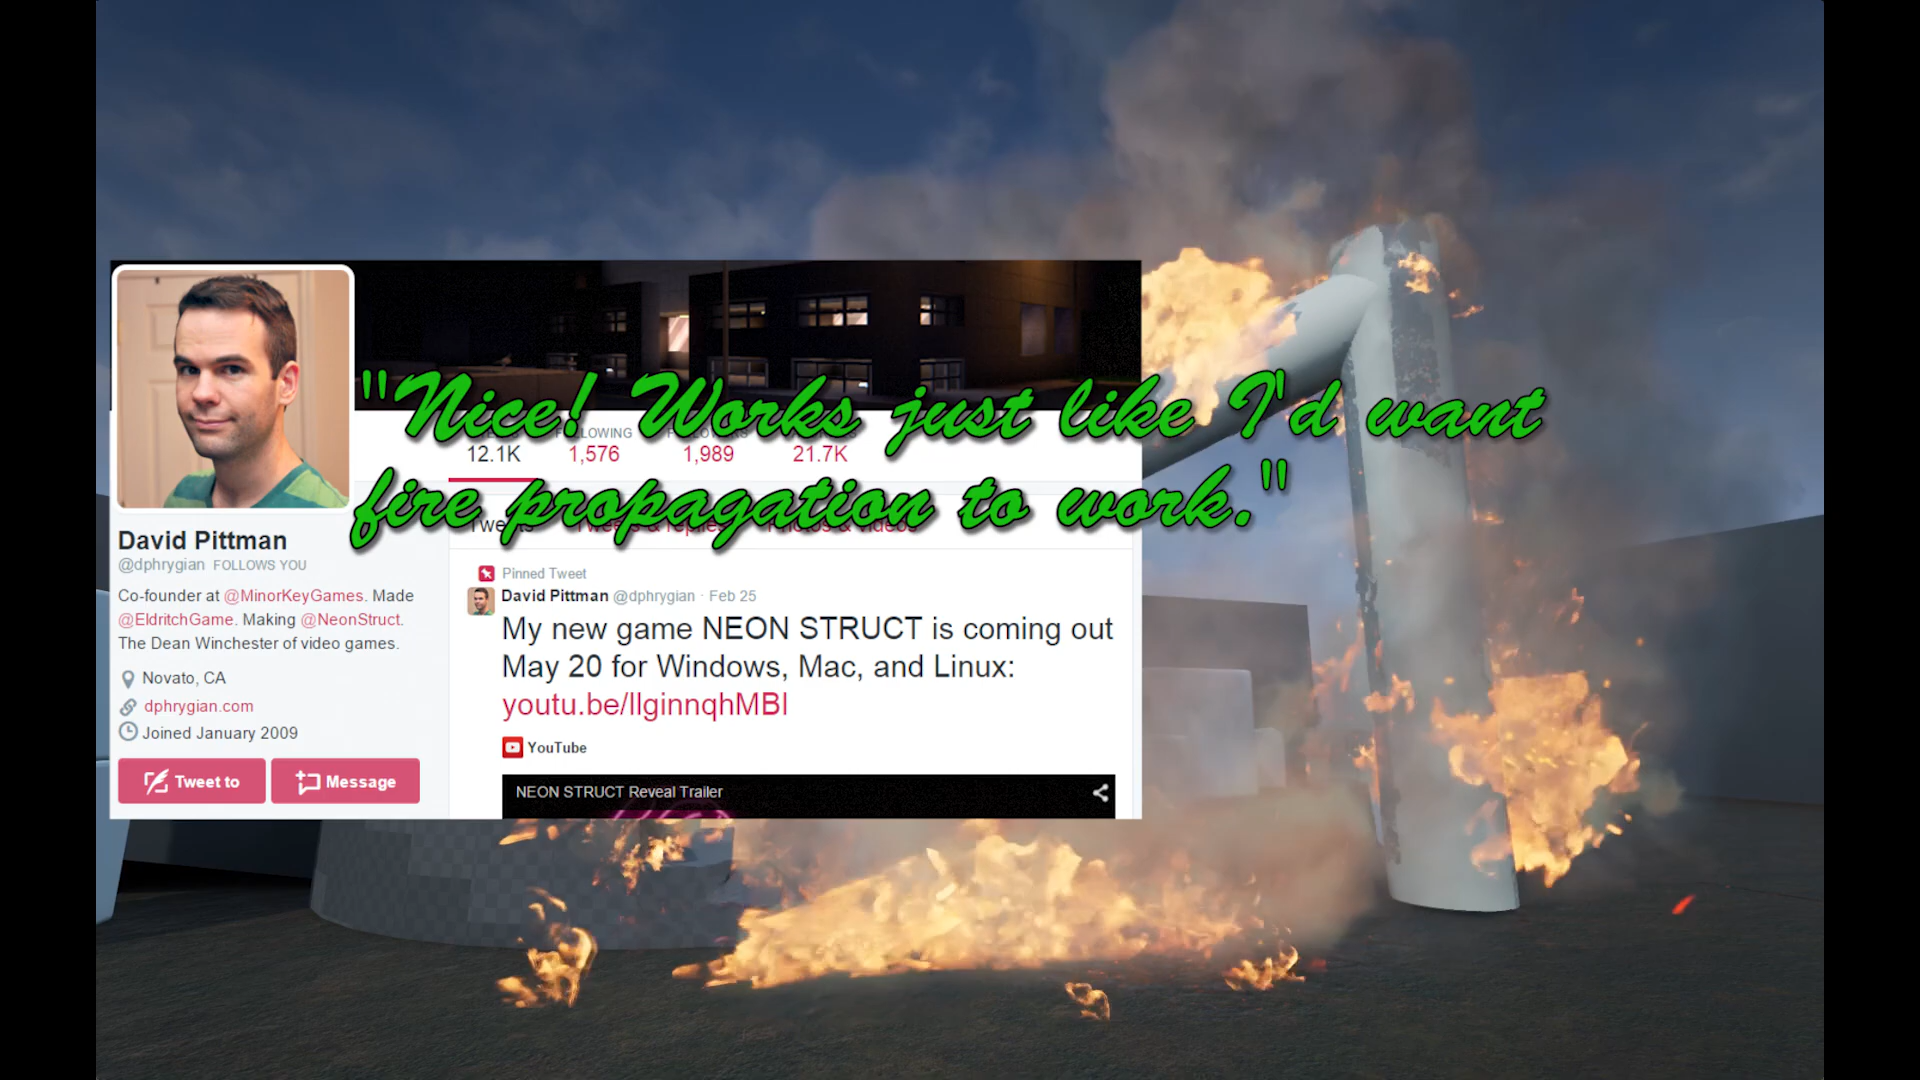 "Nice! Works just like I'd want
fire propagation to work."
12.1K 1,576 1,989 21.7K
David Pittman
@dphrygian FOLLOWS YOU
Co-founder at @MinorKeyGames. Made
@EldritchGame. Making @NeonStruct.
The Dean Winchester of video games.
Novato, CA
dphrygian.com
Joined January 2009
Tweet to Message
Pinned Tweet
David Pittman @dphrygian · Feb 25
My new game NEON STRUCT is coming out
May 20 for Windows, Mac, and Linux:
youtu.be/llginnqhMBI
YouTube
NEON STRUCT Reveal Trailer